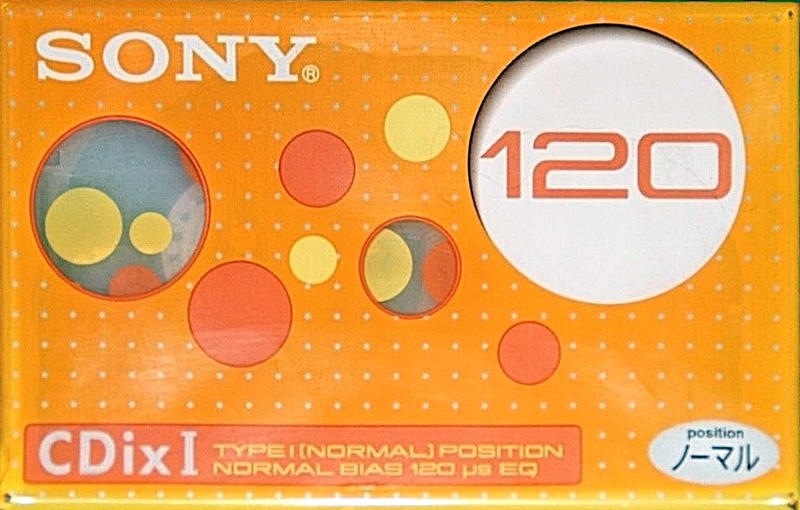 SONY®
120
CDix I
TYPE I [NORMAL] POSITION
NORMAL BIAS 120 µs EQ
position
ノーマル